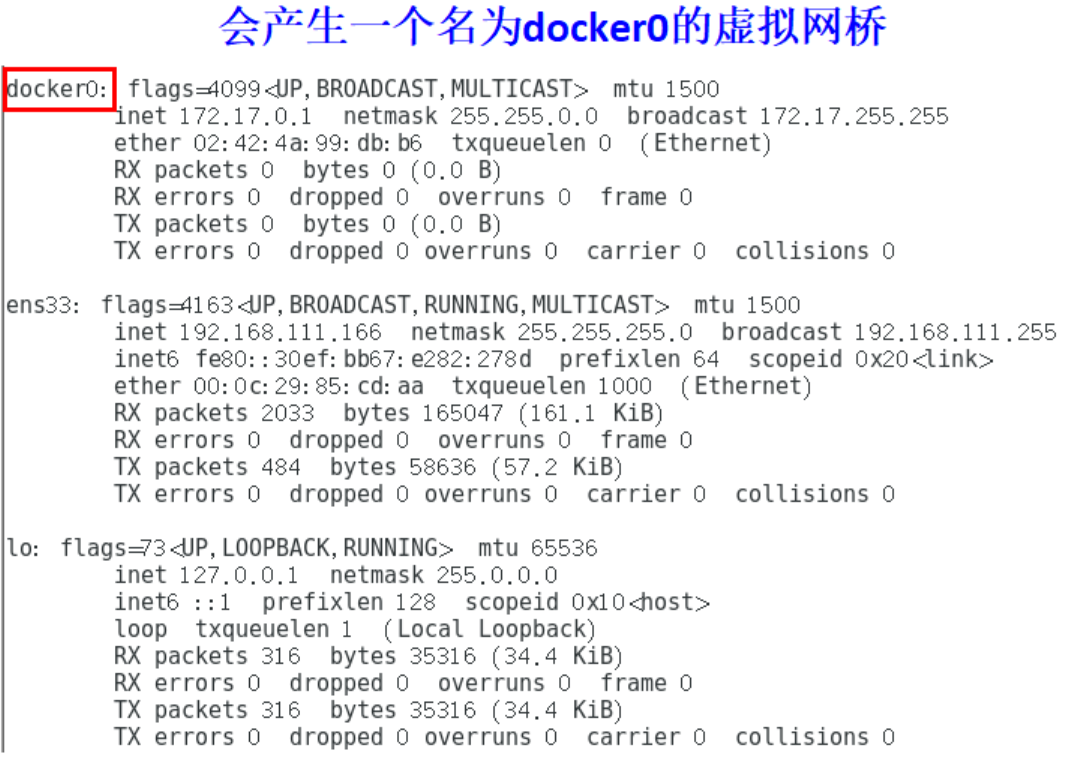 会产生一个名为docker0的虚拟网桥
docker0: flags=4099<UP,BROADCAST,MULTICAST> mtu 1500
inet 172.17.0.1 netmask 255.255.0.0 broadcast 172.17.255.255
ether 02:42:4a:99:db:b6 txqueuelen 0 (Ethernet)
RX packets 0 bytes 0 (0.0 B)
RX errors 0 dropped 0 overruns 0 frame 0
TX packets 0 bytes 0 (0.0 B)
TX errors 0 dropped 0 overruns 0 carrier 0 collisions 0
ens33: flags=4163<UP,BROADCAST,RUNNING,MULTICAST> mtu 1500
inet 192.168.111.166 netmask 255.255.255.0 broadcast 192.168.111.255
inet6 fe80::30ef:bb67:e282:278d prefixlen 64 scopeid 0x20<link>
ether 00:0c:29:85:cd:aa txqueuelen 1000 (Ethernet)
RX packets 2033 bytes 165047 (161.1 KiB)
RX errors 0 dropped 0 overruns 0 frame 0
TX packets 484 bytes 58636 (57.2 KiB)
TX errors 0 dropped 0 overruns 0 carrier 0 collisions 0
lo: flags=73<UP,LOOPBACK,RUNNING> mtu 65536
inet 127.0.0.1 netmask 255.0.0.0
inet6 ::1 prefixlen 128 scopeid 0x10<host>
loop txqueuelen 1 (Local Loopback)
RX packets 316 bytes 35316 (34.4 KiB)
RX errors 0 dropped 0 overruns 0 frame 0
TX packets 316 bytes 35316 (34.4 KiB)
TX errors 0 dropped 0 overruns 0 carrier 0 collisions 0